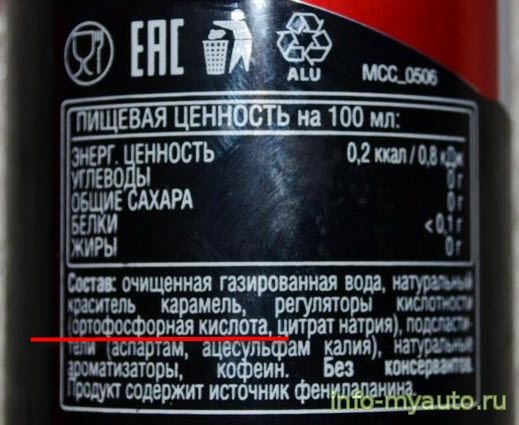 ЕАС
ALU
MCC_0506
ПИЩЕВАЯ ЦЕННОСТЬ на 100 мл:
ЭНЕРГ. ЦЕННОСТЬ 0,2 ккал / 0,8 кДж
УГЛЕВОДЫ 0 г
ОБЩИЕ САХАРА 0 г
БЕЛКИ <0,1 г
ЖИРЫ 0 г
Состав: очищенная газированная вода, натуральный
краситель карамель, регуляторы кислотности
(ортофосфорная кислота, цитрат натрия), подсласти-
тели (аспартам, ацесульфам калия), натуральные
ароматизаторы, кофеин. Без консервантов.
Продукт содержит источник фенилаланина.
info-myauto.ru